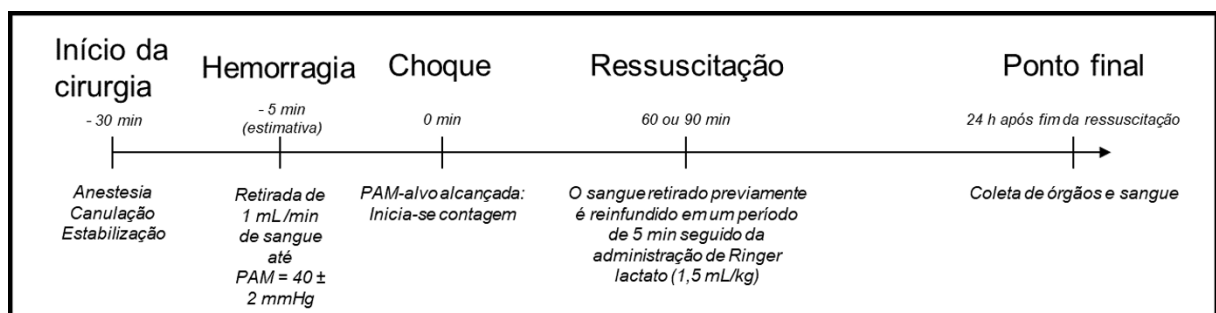 Início da
cirurgia
Hemorragia
Choque
Ressuscitação
Ponto final
- 30 min
- 5 min
(estimativa)
0 min
60 ou 90 min
24 h após fim da ressuscitação
Anestesia
Canulação
Estabilização
Retirada de
1 mL/min
de sangue
até
PAM = 40 ±
2 mmHg
PAM-alvo alcançada:
Inicia-se contagem
O sangue retirado previamente
é reinfundido em um período
de 5 min seguido da
administração de Ringer
lactato (1,5 mL/kg)
Coleta de órgãos e sangue